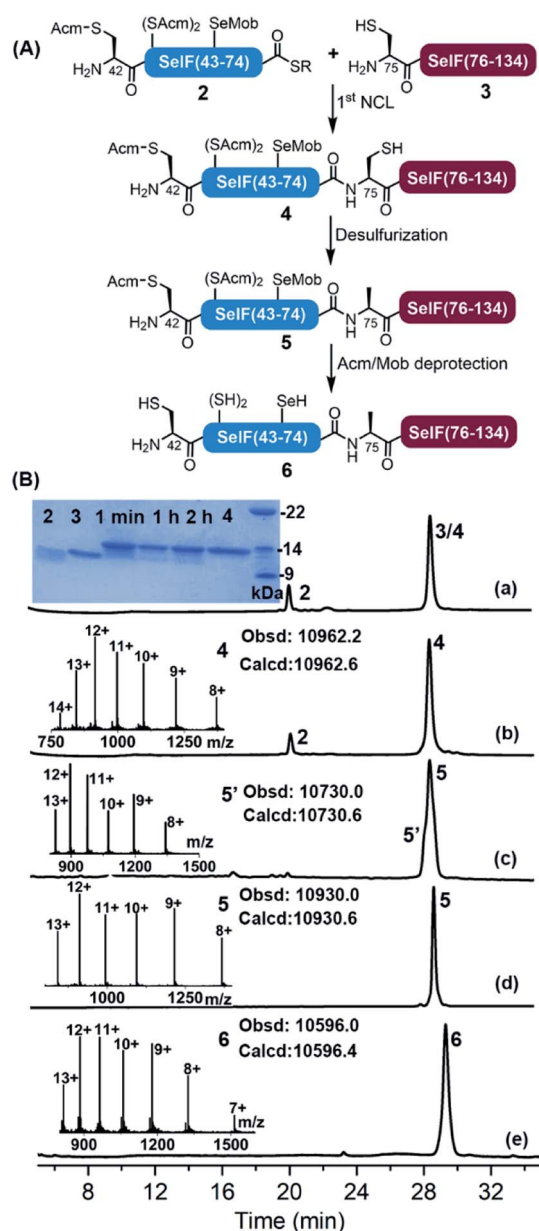 (A)
Acm-S (SAcm)2 SeMob O HS
H2N 42 O SelF(43-74) SR + H2N 75 O SelF(76-134)
2 3
1st NCL
Acm-S (SAcm)2 SeMob O SH
H2N 42 O SelF(43-74) N H 75 O SelF(76-134)
4
Desulfurization
Acm-S (SAcm)2 SeMob O
H2N 42 O SelF(43-74) N H 75 O SelF(76-134)
5
Acm/Mob deprotection
HS (SH)2 SeH O
H2N 42 O SelF(43-74) N H 75 O SelF(76-134)
6
(B)
2 3 1 min 1 h 2 h 4
-22
-14
-9
kDa
2 3/4 (a)
4 Obsd: 10962.2
Calcd:10962.6
14+ 13+ 12+ 11+ 10+ 9+ 8+
750 1000 1250 m/z
2 4 (b)
5' Obsd: 10730.0
Calcd:10730.6
13+ 12+ 11+ 10+ 9+ 8+
m/z
900 1200 1500
5' 5 (c)
5 Obsd: 10930.0
Calcd:10930.6
13+ 12+ 11+ 10+ 9+ 8+
1000 1250 m/z
5 (d)
6 Obsd: 10596.0
Calcd:10596.4
13+ 12+ 11+ 10+ 9+ 8+ 7+
m/z
900 1200 1500
6 (e)
8 12 16 20 24 28 32
Time (min)